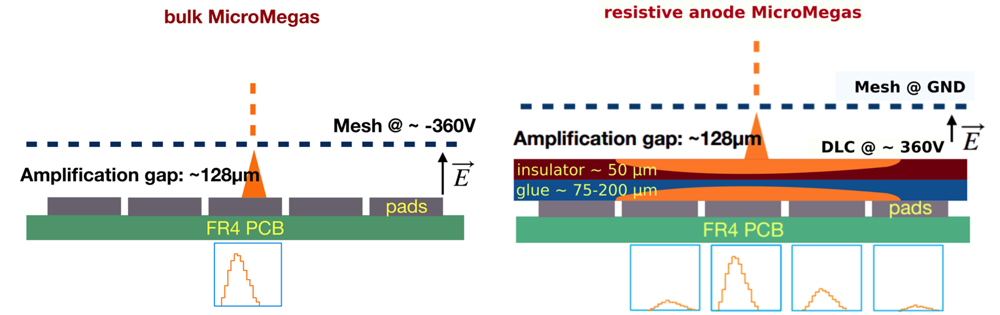 bulk MicroMegas
Mesh @ ~ -360V
Amplification gap: ~128µm
E
pads
FR4 PCB
resistive anode MicroMegas
Mesh @ GND
Amplification gap: ~128µm
DLC @ ~ 360V
E
insulator ~ 50 µm
glue ~ 75-200 µm
pads
FR4 PCB